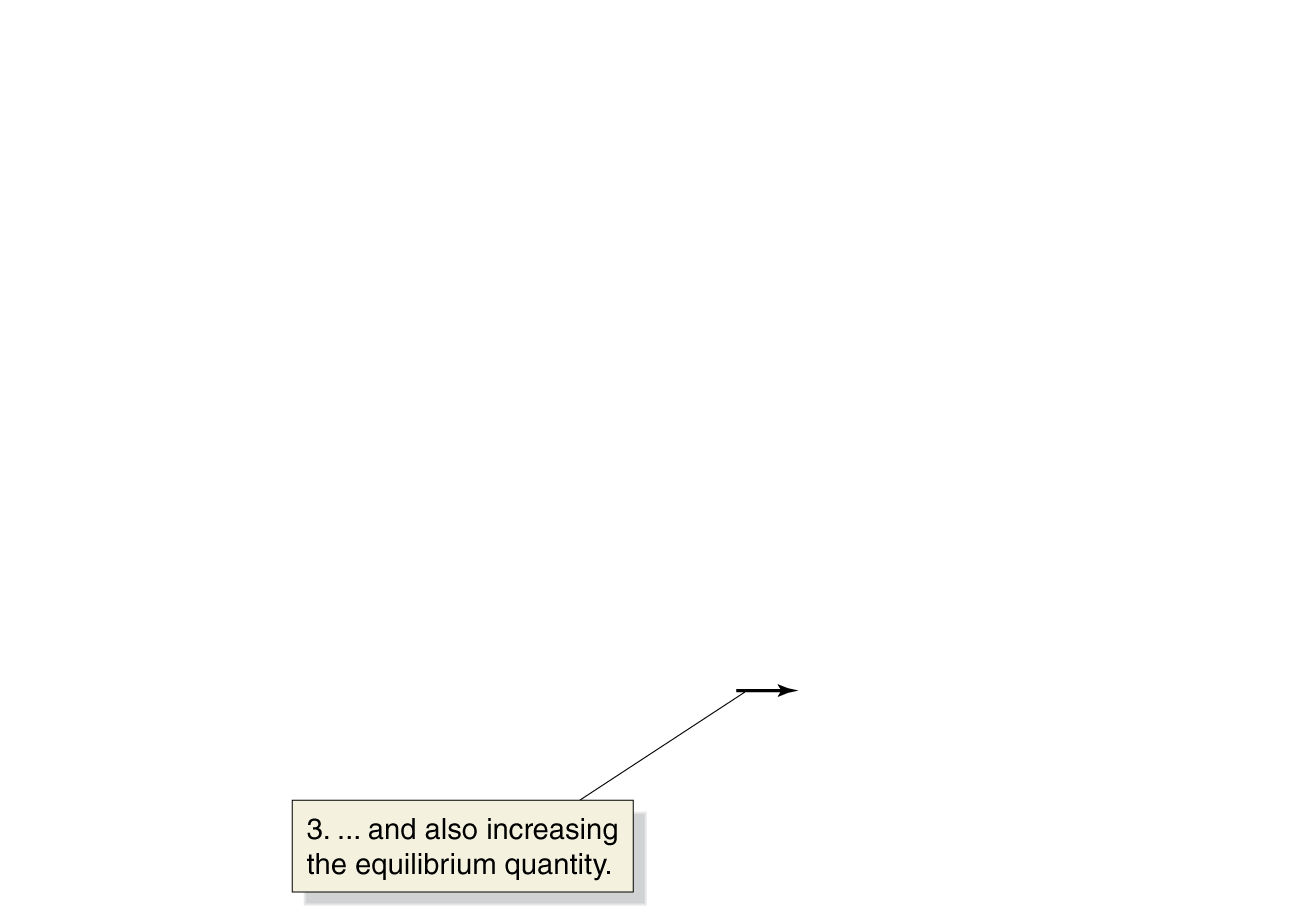 3. ... and also increasing
the equilibrium quantity.